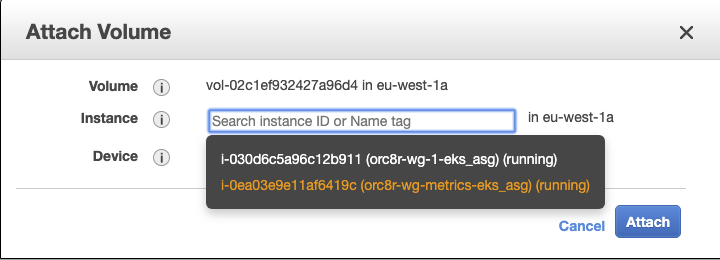 Attach Volume
Volume vol-02c1ef932427a96d4 in eu-west-1a
Instance Search instance ID or Name tag in eu-west-1a
Device
i-030d6c5a96c12b911 (orc8r-wg-1-eks_asg) (running)
i-0ea03e9e11af6419c (orc8r-wg-metrics-eks_asg) (running)
Cancel Attach